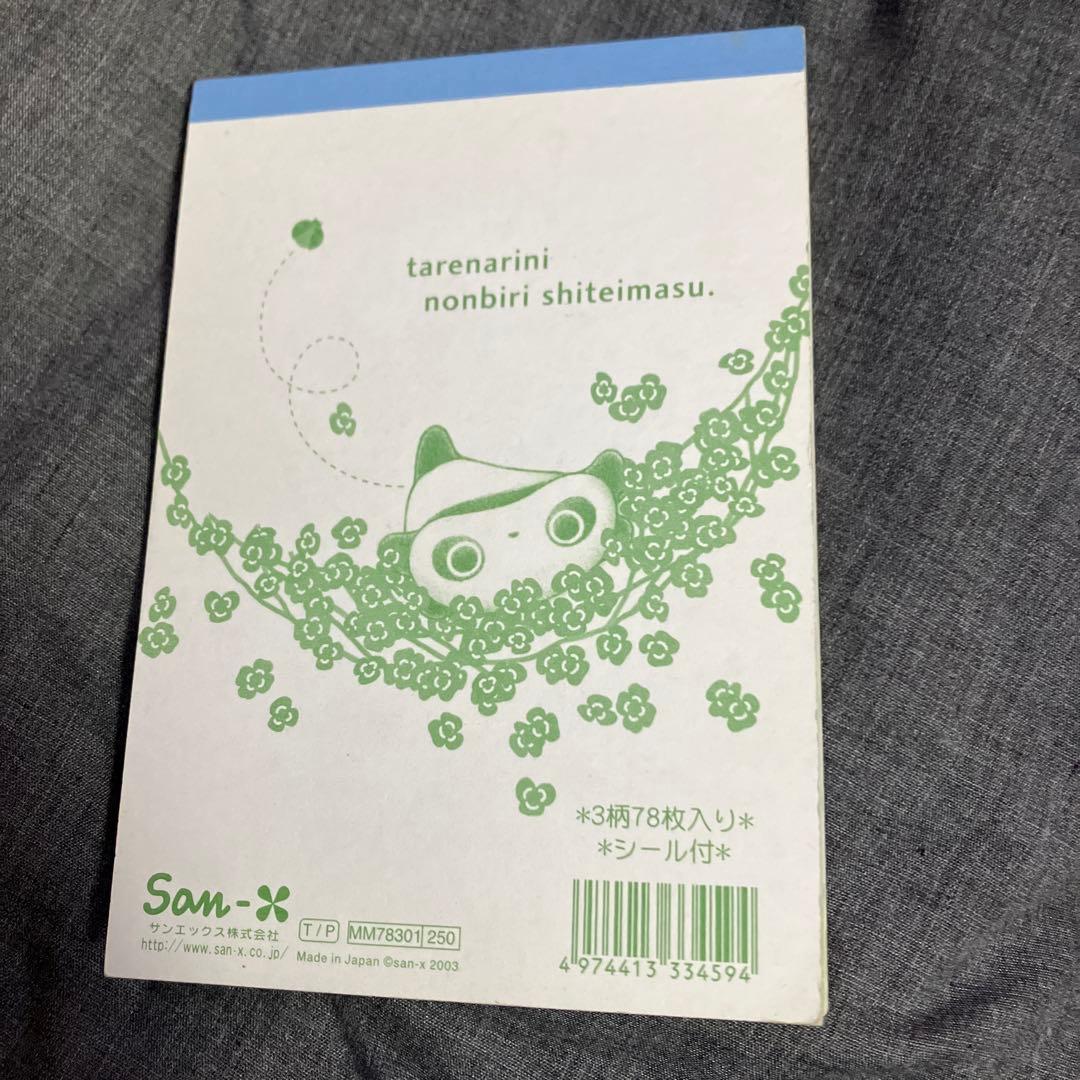 tarenarini
nonbiri shiteimasu.
*3柄78枚入り*
*シール付*
San-X
サンエックス株式会社
http://www.san-x.co.jp/
T/P MM78301 250
Made in Japan ©san-x 2003
4 974413 334594